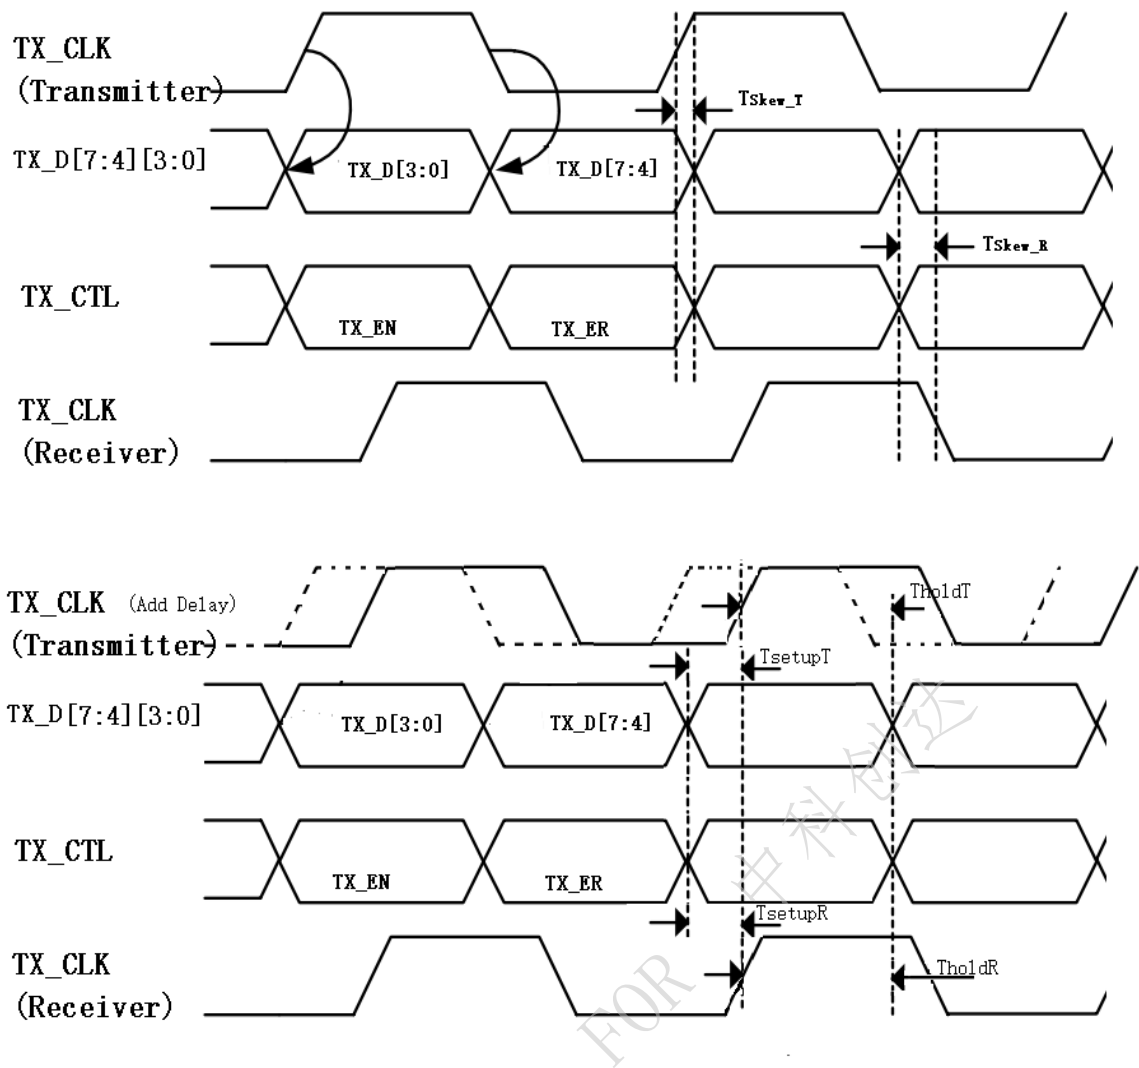 TX_CLK
(Transmitter)
Tskew_T
TX_D[7:4][3:0]
TX_D[3:0]
TX_D[7:4]
Tskew_R
TX_CTL
TX_EN
TX_ER
TX_CLK
(Receiver)
TX_CLK (Add Delay)
(Transmitter)
TholdT
TsetupT
TX_D[7:4][3:0]
TX_D[3:0]
TX_D[7:4]
TX_CTL
TX_EN
TX_ER
TsetupR
TX_CLK
(Receiver)
TholdR
FOR 中科创达